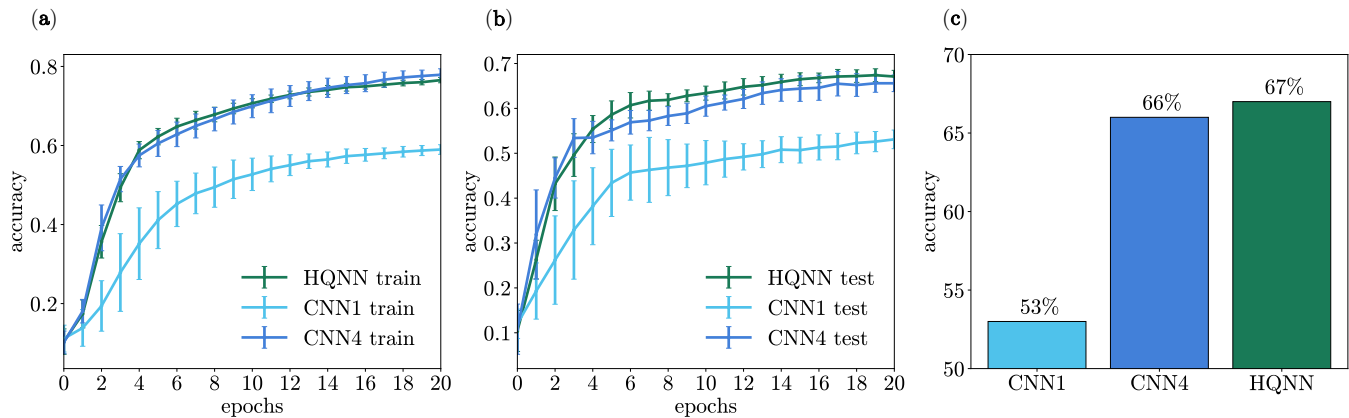 (a)
accuracy
0.8
0.6
0.4
0.2
HQNN train
CNN1 train
CNN4 train
0 2 4 6 8 10 12 14 16 18 20
epochs
(b)
accuracy
0.7
0.6
0.5
0.4
0.3
0.2
0.1
HQNN test
CNN1 test
CNN4 test
0 2 4 6 8 10 12 14 16 18 20
epochs
(c)
accuracy
70
65
60
55
50
53%
66%
67%
CNN1 CNN4 HQNN